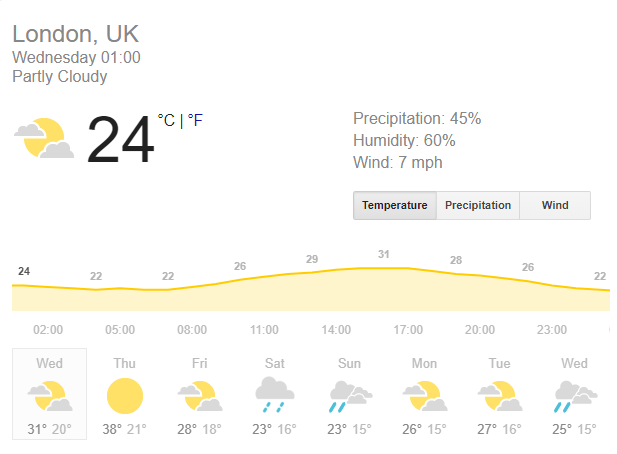 London, UK
Wednesday 01:00
Partly Cloudy
24 °C | °F
Precipitation: 45%
Humidity: 60%
Wind: 7 mph
Temperature Precipitation Wind
24 22 22 26 29 31 28 26 22
02:00 05:00 08:00 11:00 14:00 17:00 20:00 23:00
Wed Thu Fri Sat Sun Mon Tue Wed
31° 20° 38° 21° 28° 18° 23° 16° 23° 15° 26° 15° 27° 16° 25° 15°